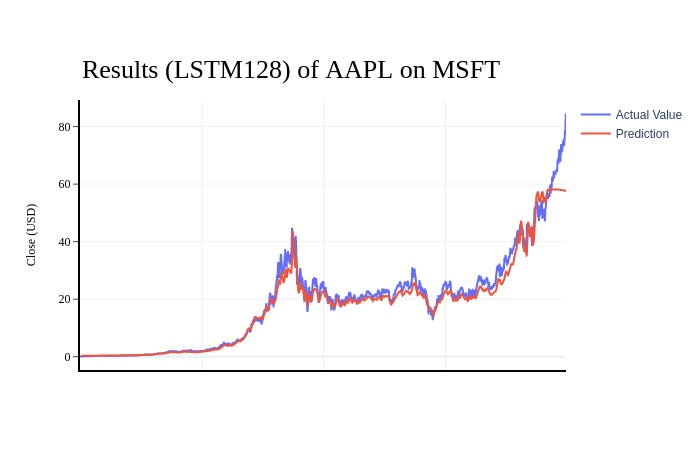 Results (LSTM128) of AAPL on MSFT
Actual Value
Prediction
80
60
40
20
0
Close (USD)